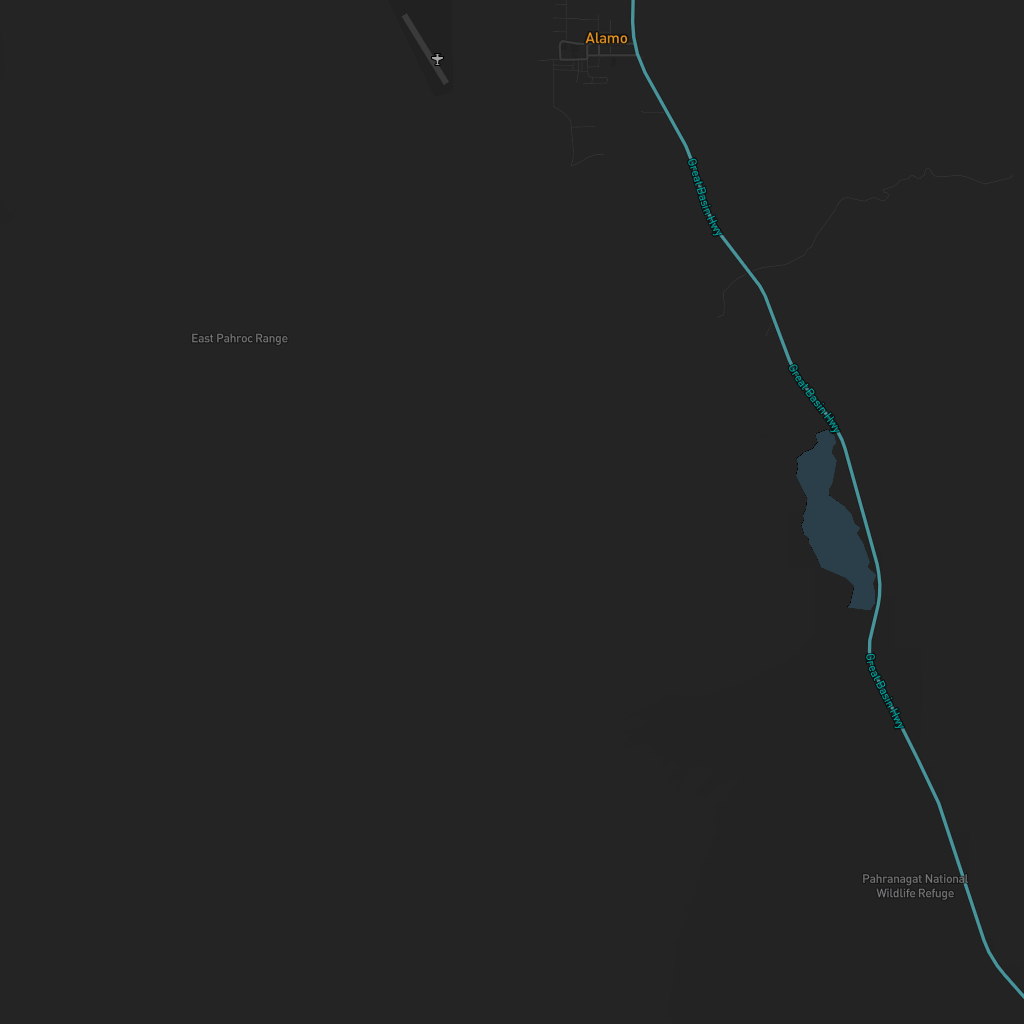 Alamo
Great Basin Hwy
East Pahroc Range
Great Basin Hwy
Great Basin Hwy
Pahranagat National
Wildlife Refuge